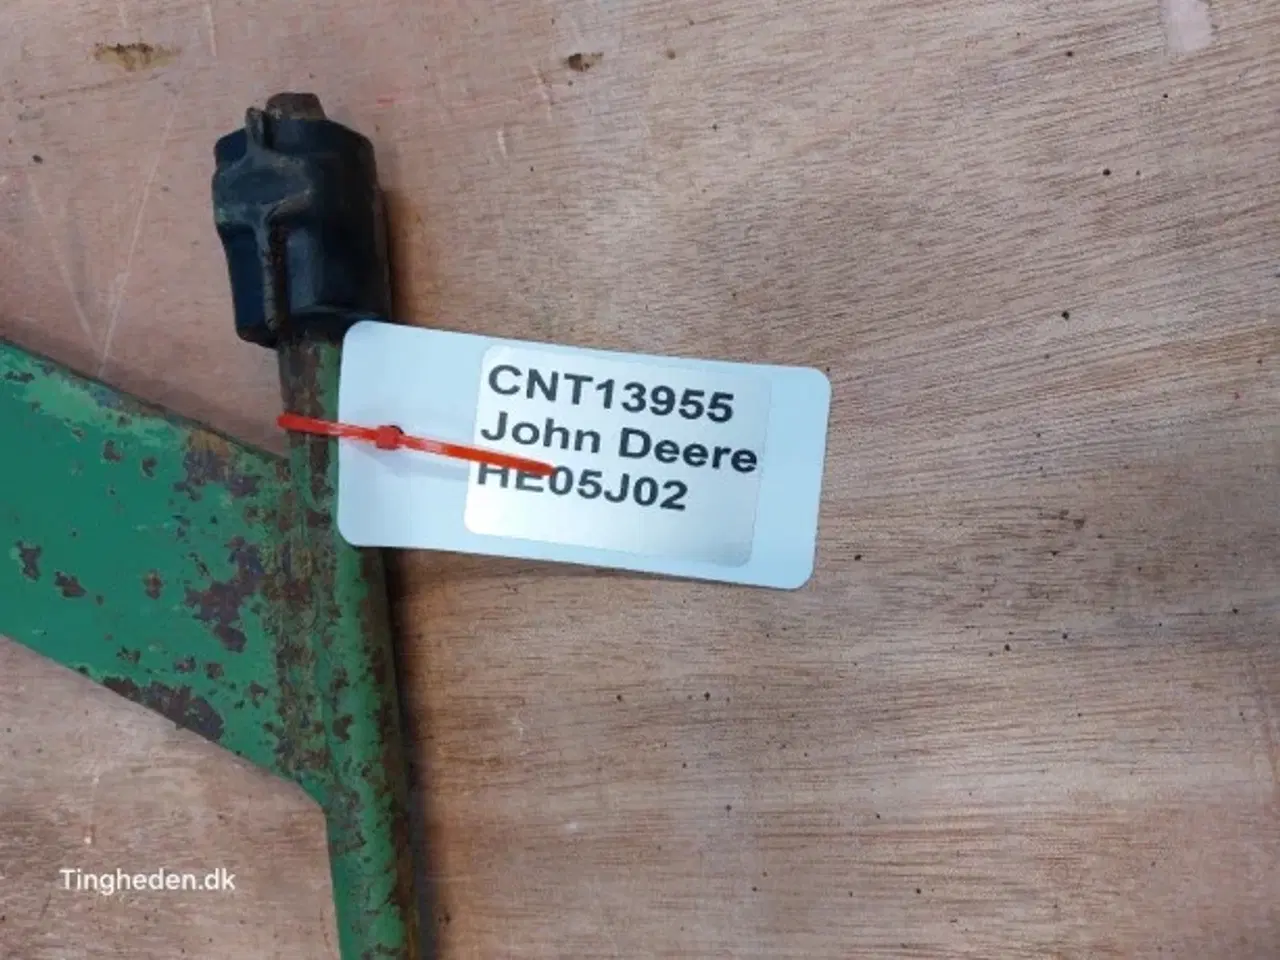 CNT13955
John Deere
HE05J02
Tingheden.dk